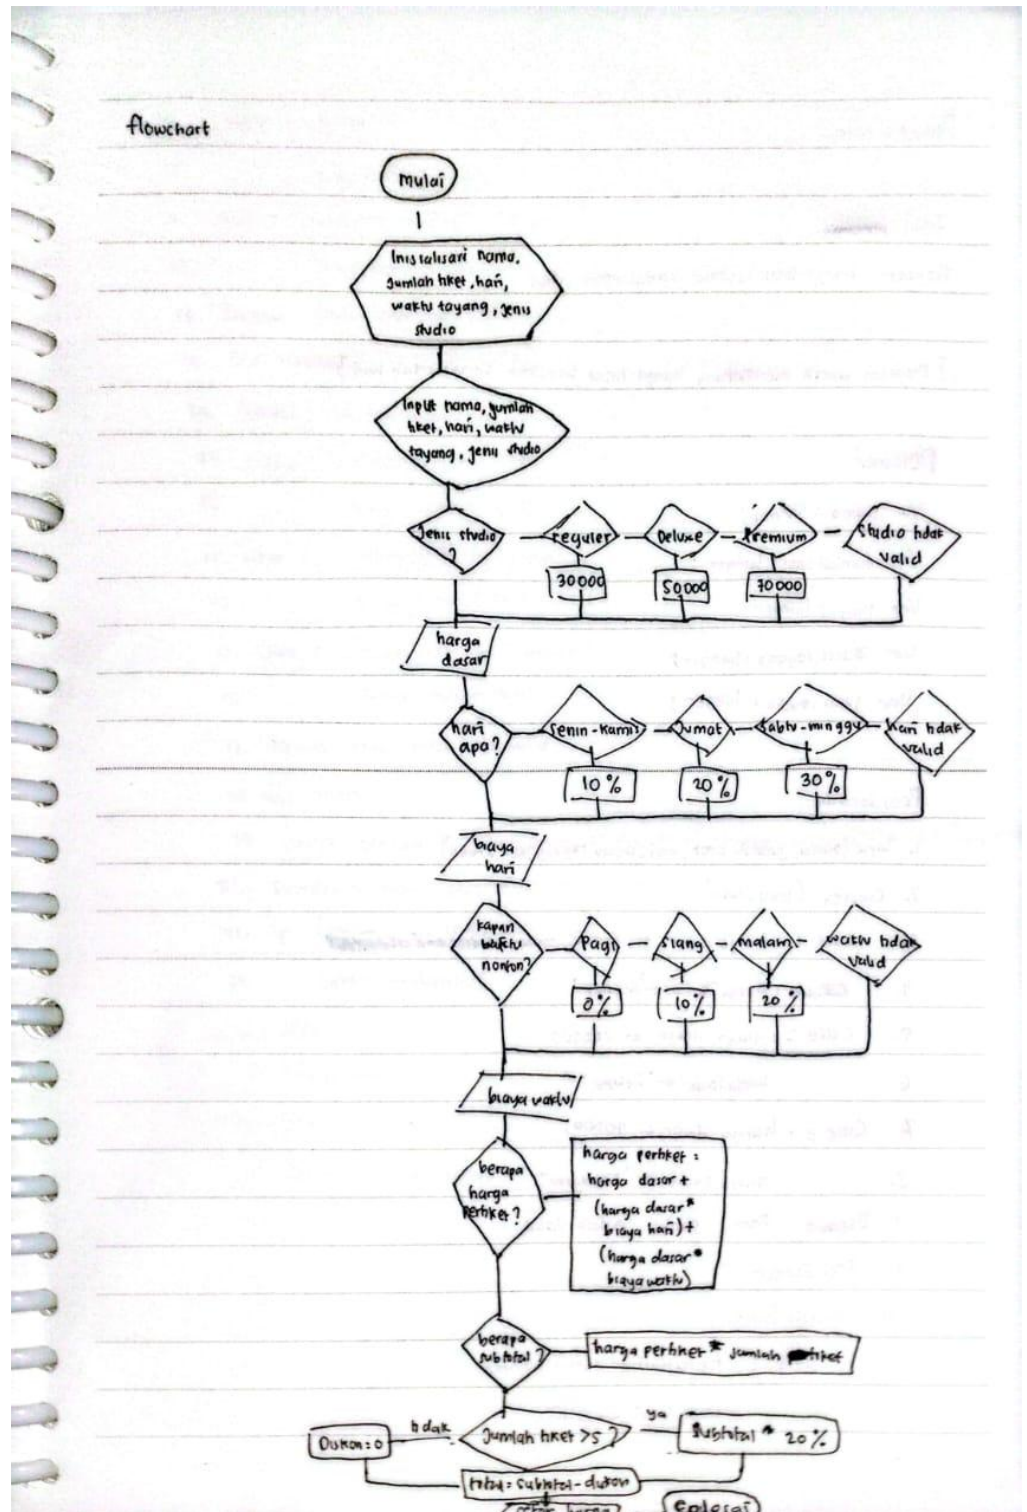 flowchart
mulai
Inisialisasi nama,
Jumlah tiket, hari,
waktu tayang, jenis
studio
Input nama, jumlah
tiket, hari, waktu
tayang, jenis studio
Jenis studio
?
reguler
Deluxe
Premium
Studio tidak
valid
30000
50000
70000
harga
dasar
hari
apa?
Senin-Kamis
Jumat
Sabtu-minggu
hari tidak
valid
10%
20%
30%
biaya
hari
kapan
waktu
nonton?
Pagi
Siang
malam
waktu tidak
valid
0%
10%
20%
biaya waktu
berapa
harga
pertiket?
harga pertiket :
harga dasar +
(harga dasar*
biaya hari)+
(harga dasar*
biaya waktu)
berapa
subtotal?
harga pertiket * jumlah tiket
Jumlah tiket >5 ?
tidak
ya
Diskon=0
Subtotal * 20%
total = subtotal-diskon
harga
Selesai